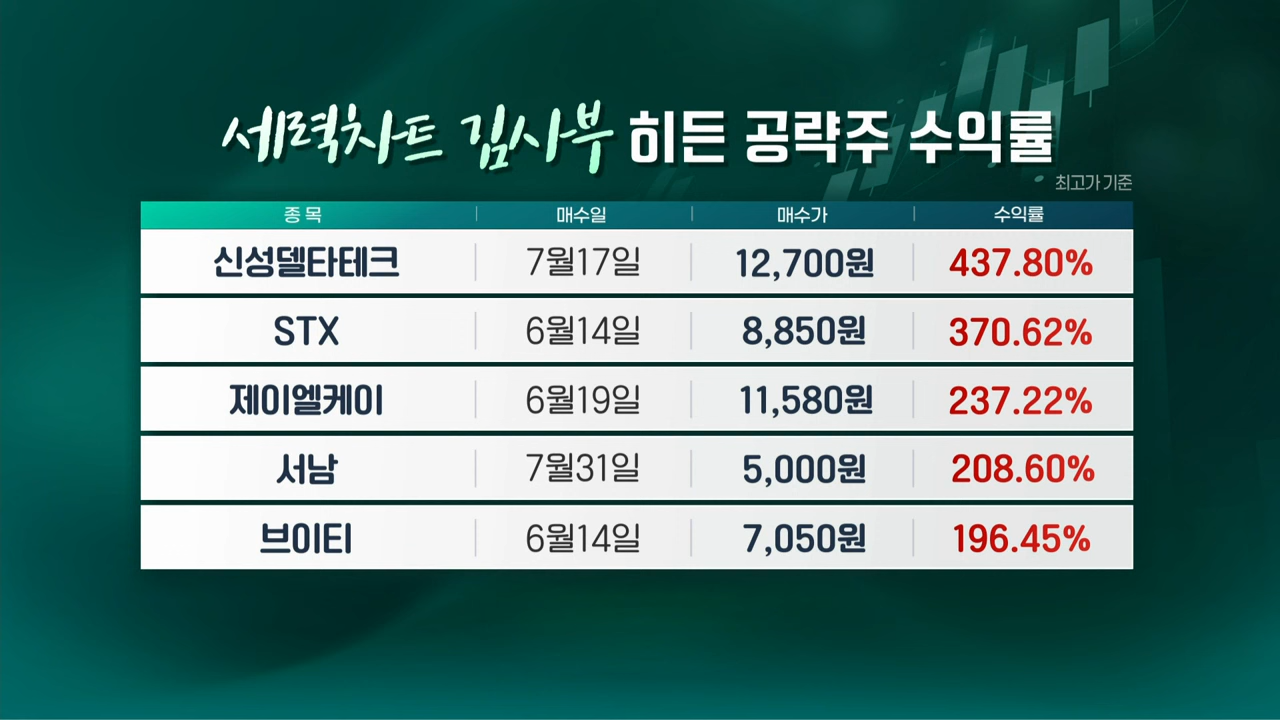 세력차트 김사부 히든 공략주 수익률
최고가 기준
종목 매수일 매수가 수익률
신성델타테크 7월17일 12,700원 437.80%
STX 6월14일 8,850원 370.62%
제이엘케이 6월19일 11,580원 237.22%
서남 7월31일 5,000원 208.60%
브이티 6월14일 7,050원 196.45%